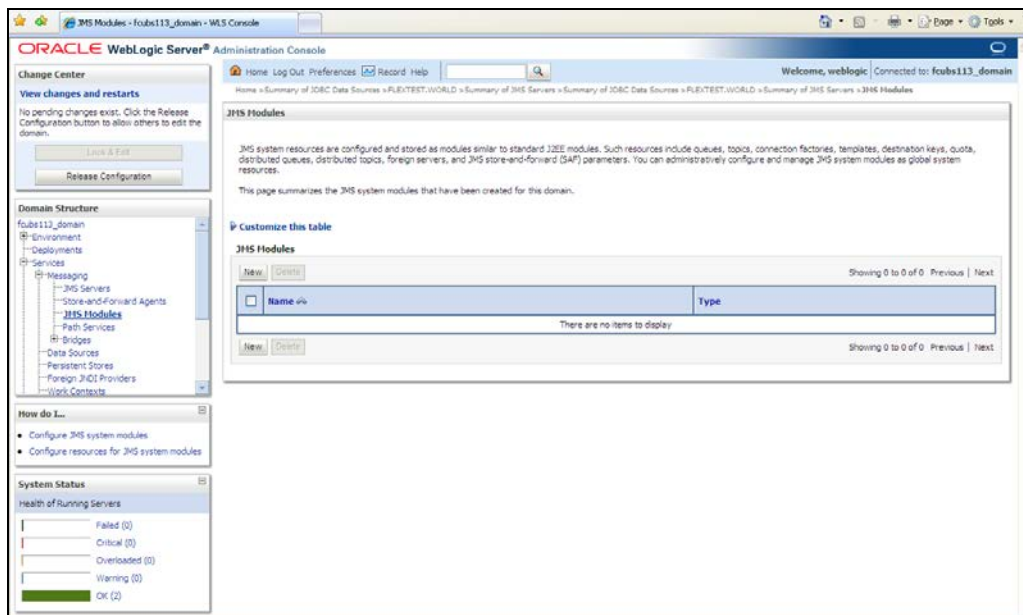 JMS Modules - fcubs113_domain - WLS Console
Page
Tools
ORACLE WebLogic Server® Administration Console
Change Center
View changes and restarts
No pending changes exist. Click the Release
Configuration button to allow others to edit the
domain.
Lock & Edit
Release Configuration
Domain Structure
fcubs113_domain
Environment
Deployments
Services
Messaging
JMS Servers
Store-and-Forward Agents
JMS Modules
Path Services
Bridges
Data Sources
Persistent Stores
Foreign JNDI Providers
Work Contexts
How do I...
Configure JMS system modules
Configure resources for JMS system modules
System Status
Health of Running Servers
Failed (0)
Critical (0)
Overloaded (0)
Warning (0)
OK (2)
Home Log Out Preferences Record Help
Welcome, weblogic Connected to: fcubs113_domain
Home >Summary of JDBC Data Sources >FLEXTEST.WORLD >Summary of JMS Servers >Summary of JDBC Data Sources >FLEXTEST.WORLD >Summary of JMS Servers >JMS Modules
JMS Modules
JMS system resources are configured and stored as modules similar to standard J2EE modules. Such resources include queues, topics, connection factories, templates, destination keys, quota,
distributed queues, distributed topics, foreign servers, and JMS store-and-forward (SAF) parameters. You can administratively configure and manage JMS system modules as global system
resources.
This page summarizes the JMS system modules that have been created for this domain.
Customize this table
JMS Modules
New Delete Showing 0 to 0 of 0 Previous | Next
Name Type
There are no items to display
New Delete Showing 0 to 0 of 0 Previous | Next